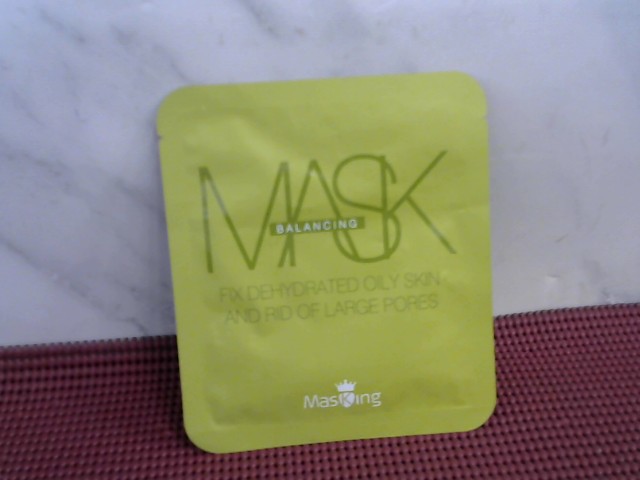 MASK
BALANCING
FIX DEHYDRATED OILY SKIN
AND RID OF LARGE PORES
MasKing